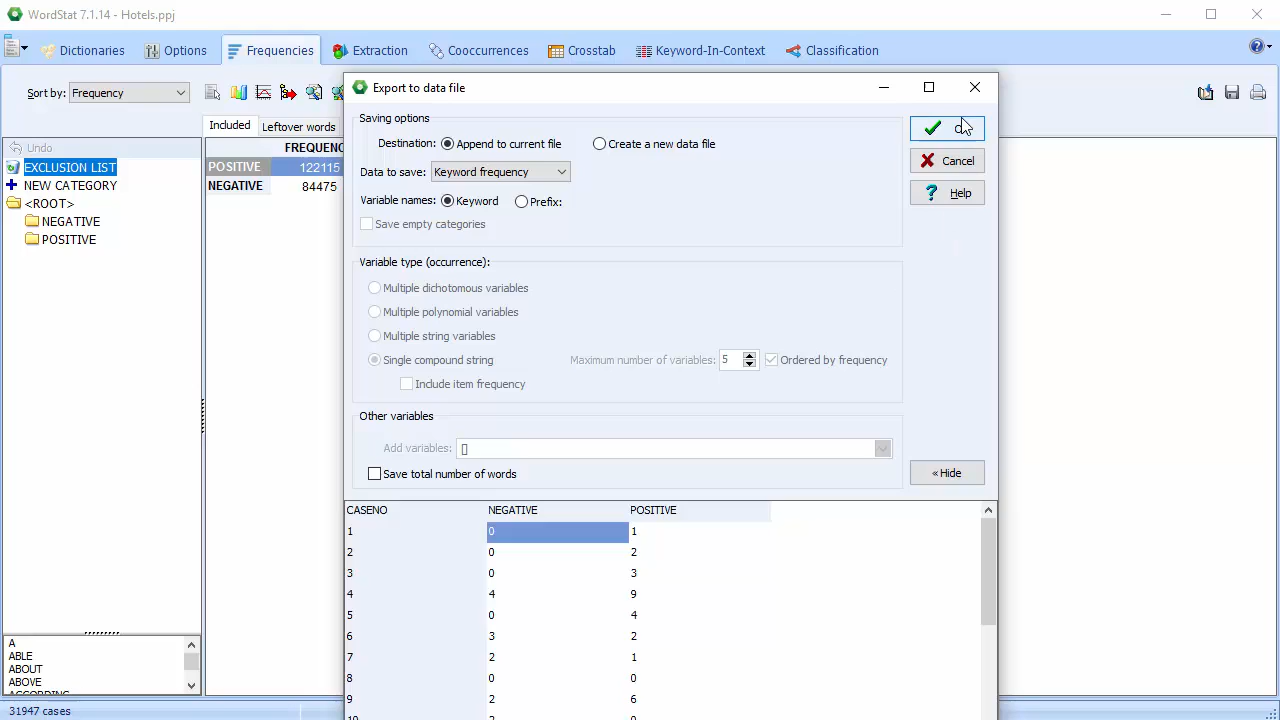 WordStat 7.1.14 - Hotels.ppj
Dictionaries Options Frequencies Extraction Cooccurrences Crosstab Keyword-in-Context Classification
Sort by: Frequency
Included Leftover words
Undo
EXCLUSION LIST
NEW CATEGORY
<ROOT>
NEGATIVE
POSITIVE
A
ABLE
ABOUT
ABOVE
ACCORDING
31947 cases
FREQUENC
POSITIVE 122115
NEGATIVE 84475
Export to data file
Saving options
Destination: Append to current file Create a new data file
Data to save: Keyword frequency
Variable names: Keyword Prefix:
Save empty categories
Variable type (occurrence):
Multiple dichotomous variables
Multiple polynomial variables
Multiple string variables
Single compound string Maximum number of variables: 5 Ordered by frequency
Include item frequency
Other variables
Add variables: []
Save total number of words
Cancel
? Help
« Hide
CASENO NEGATIVE POSITIVE
1 0 1
2 0 2
3 0 3
4 4 9
5 0 4
6 3 2
7 2 1
8 0 0
9 2 6